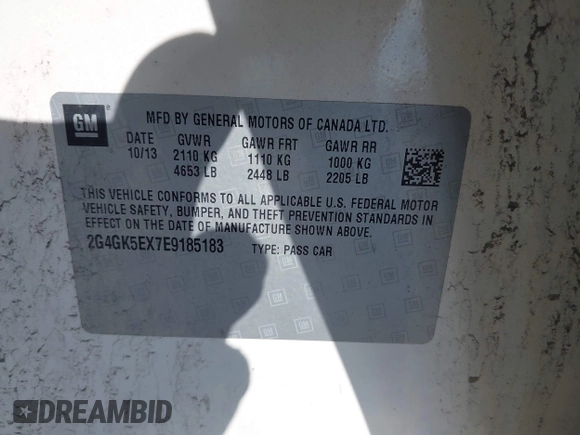 GM ®
MFD BY GENERAL MOTORS OF CANADA LTD.
DATE GVWR GAWR FRT GAWR RR
10/13 2110 KG 1110 KG 1000 KG
4653 LB 2448 LB 2205 LB
THIS VEHICLE CONFORMS TO ALL APPLICABLE U.S. FEDERAL MOTOR
VEHICLE SAFETY, BUMPER, AND THEFT PREVENTION STANDARDS IN
EFFECT ON THE DATE OF MANUFACTURE SHOWN ABOVE.
2G4GK5EX7E9185183 TYPE: PASS CAR
DREAMBID